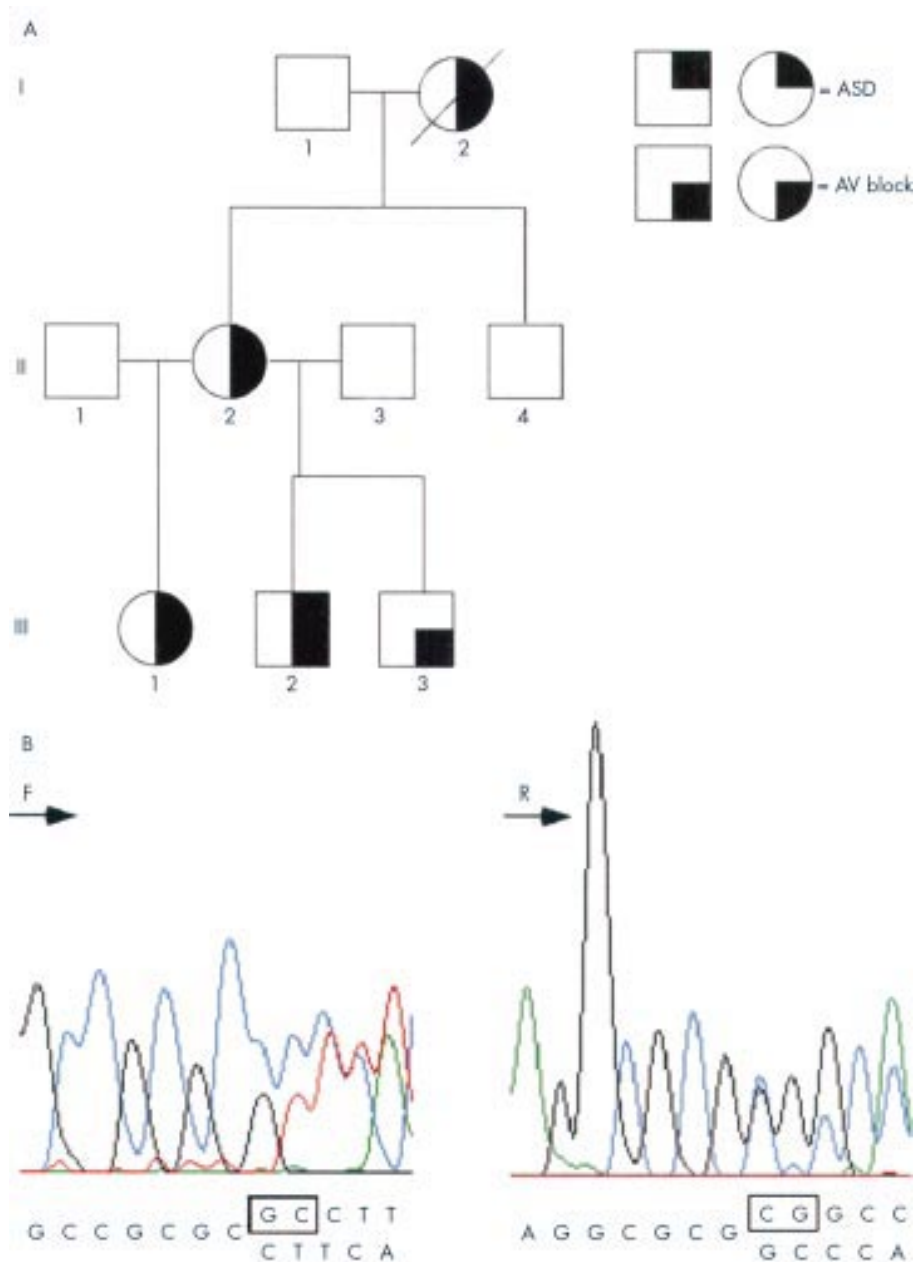 A
I
1 2
= ASD
= AV block
II
1 2 3 4
III
1 2 3
B
F R
G C C G C G C G C C T T
C T T C A
A G G C G C G C G G C C
G C C C A